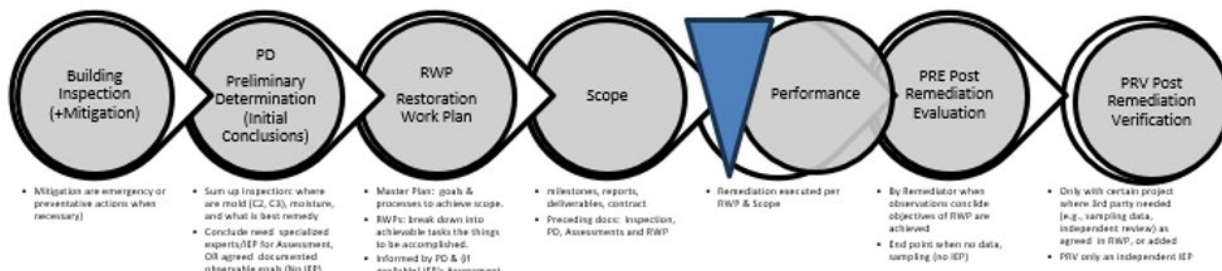 Building
Inspection
(+Mitigation)
PD
Preliminary
Determination
(Initial
Conclusions)
RWP
Restoration
Work Plan
Scope
Performance
PRE Post
Remediation
Evaluation
PRV Post
Remediation
Verification
• Mitigation are emergency or
preventative actions when
necessary)
• Sum up Inspection: where
are mold (C2, C3), moisture,
and what is best remedy
• Conclude need specialized
experts/IEP for Assessment,
OR agreed documented
observable goals (No IEP)
• Master Plan: goals &
processes to achieve scope.
• RWPs: break down into
achievable tasks the things
to be accomplished.
• Informed by PD & (if
available) IEP's Assessment
• milestones, reports,
deliverables, contract
• Preceding docs: Inspection,
PD, Assessments and RWP
• Remediation executed per
RWP & Scope
• By Remediator when
observations conclude
objectives of RWP are
achieved
• End point when no data,
sampling (no IEP)
• Only with certain project
where 3rd party needed
(e.g., sampling data,
independent review) as
agreed in RWP, or added
• PRV only an independent IEP